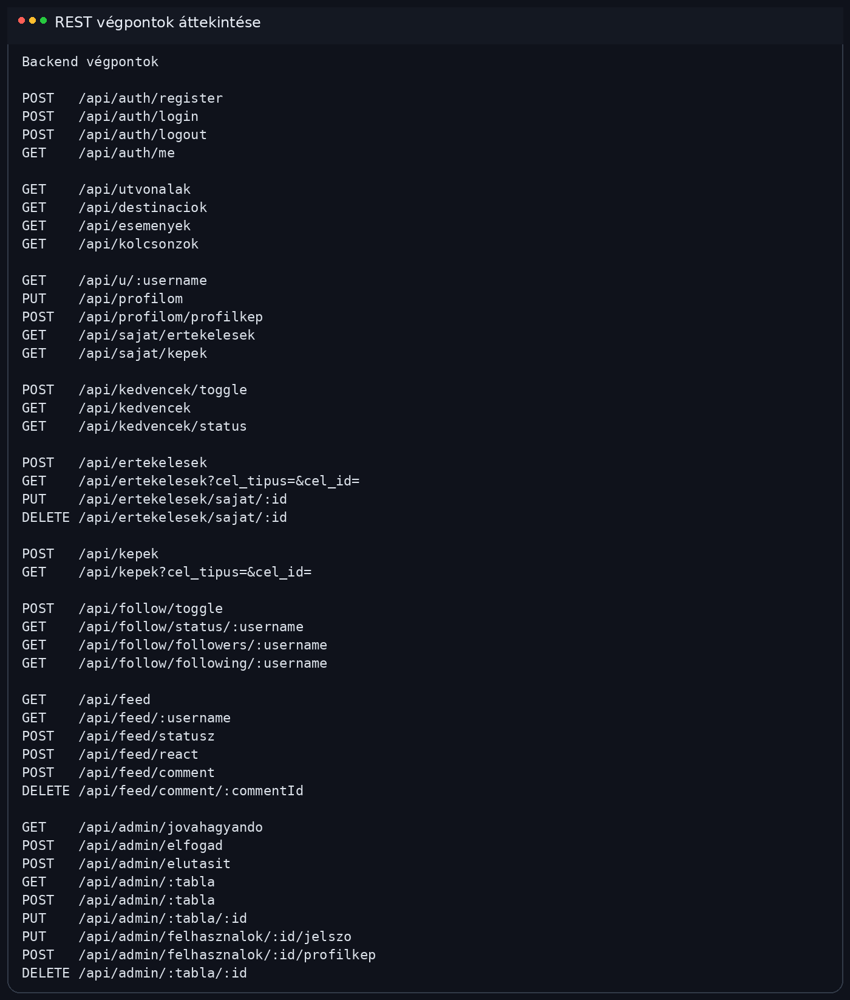 REST végpontok áttekintése
Backend végpontok
POST /api/auth/register
POST /api/auth/login
POST /api/auth/logout
GET /api/auth/me
GET /api/utvonalak
GET /api/destinaciok
GET /api/esemenyek
GET /api/kolcsonzok
GET /api/u/:username
PUT /api/profilom
POST /api/profilom/profilkep
GET /api/sajat/ertekelesek
GET /api/sajat/kepek
POST /api/kedvencek/toggle
GET /api/kedvencek
GET /api/kedvencek/status
POST /api/ertekelesek
GET /api/ertekelesek?cel_tipus=&cel_id=
PUT /api/ertekelesek/sajat/:id
DELETE /api/ertekelesek/sajat/:id
POST /api/kepek
GET /api/kepek?cel_tipus=&cel_id=
POST /api/follow/toggle
GET /api/follow/status/:username
GET /api/follow/followers/:username
GET /api/follow/following/:username
GET /api/feed
GET /api/feed/:username
POST /api/feed/statusz
POST /api/feed/react
POST /api/feed/comment
DELETE /api/feed/comment/:commentId
GET /api/admin/jovahagyando
POST /api/admin/elfogad
POST /api/admin/elutasit
GET /api/admin/:tabla
POST /api/admin/:tabla
PUT /api/admin/:tabla/:id
PUT /api/admin/felhasznalok/:id/jelszo
POST /api/admin/felhasznalok/:id/profilkep
DELETE /api/admin/:tabla/:id